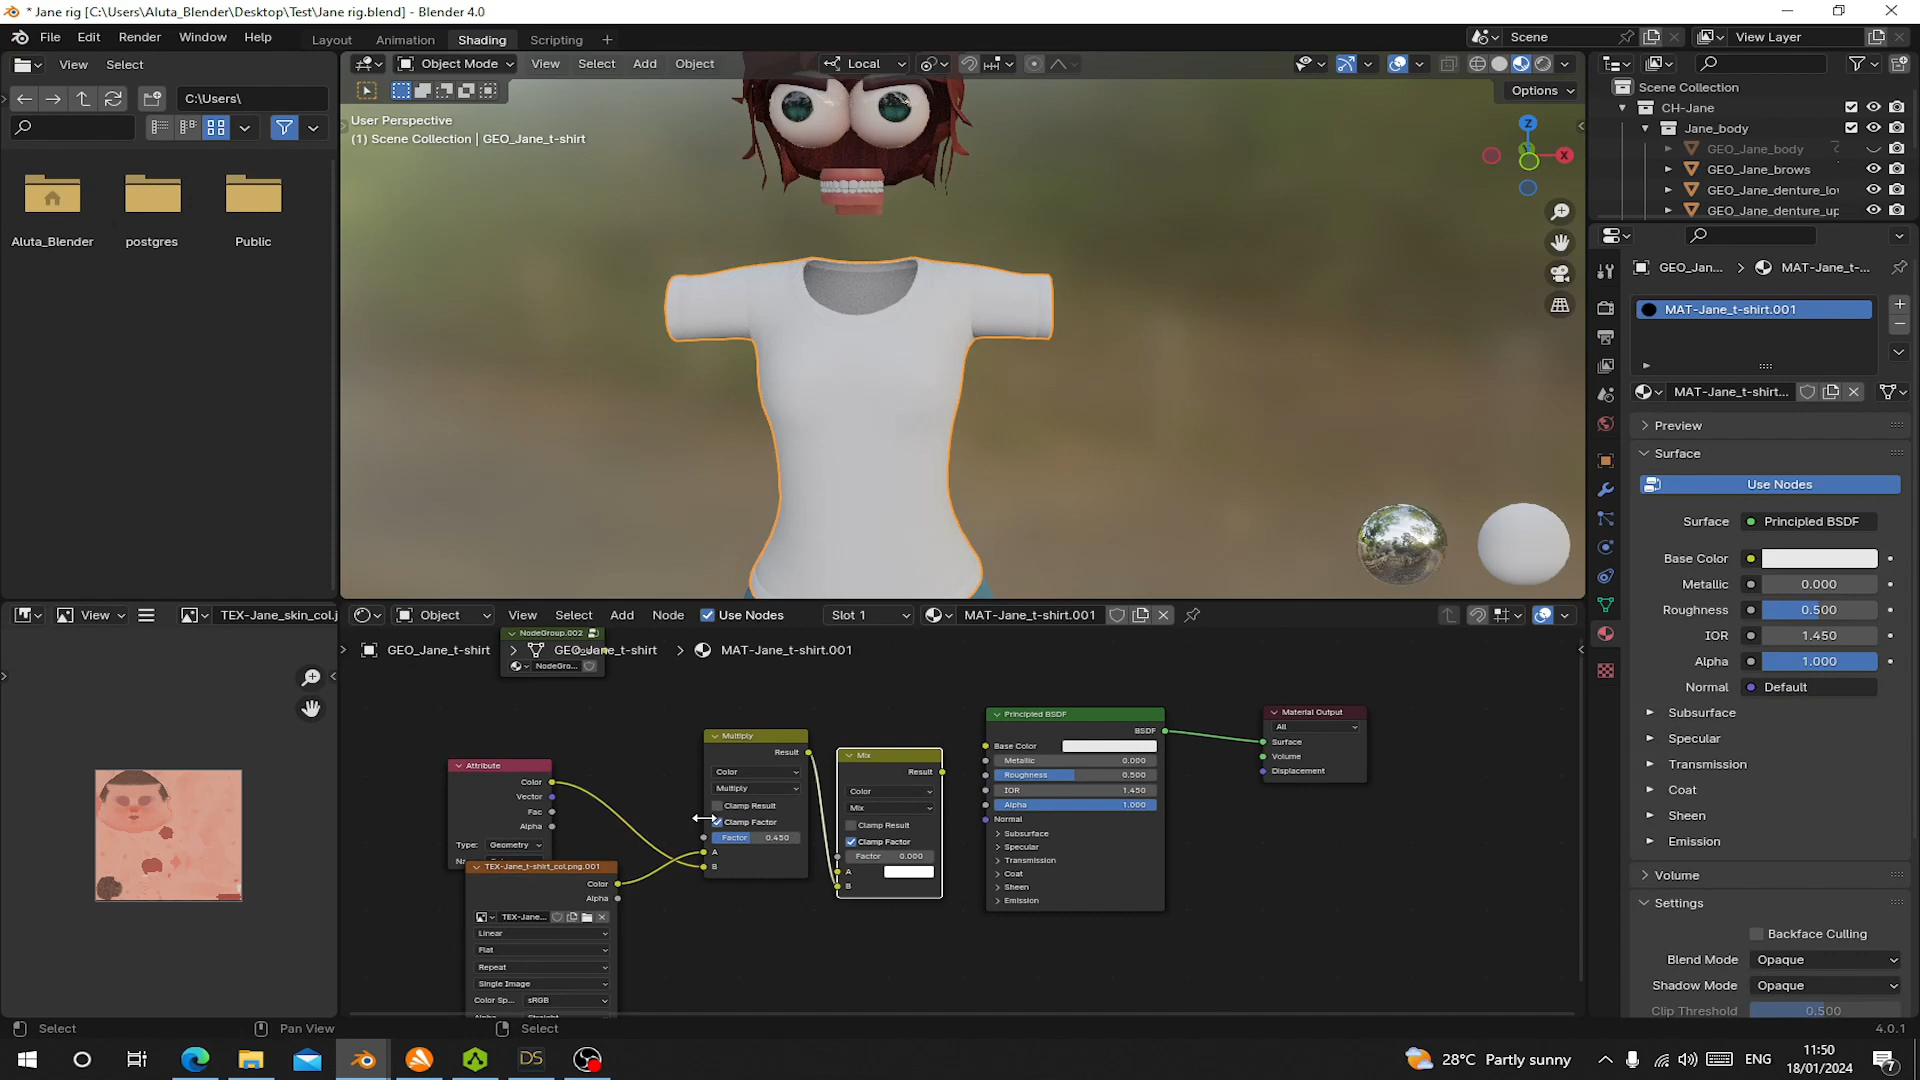 * Jane rig [C:\Users\Aluta_Blender\Desktop\Test\Jane rig.blend] - Blender 4.0
File Edit Render Window Help
Layout Animation Shading Scripting +
Scene
View Layer
View Select
Object Mode
View Select Add Object
Local
C:\Users\
Options
User Perspective
(1) Scene Collection | GEO_Jane_t-shirt
Z
X
Aluta_Blender
postgres
Public
Scene Collection
CH-Jane
Jane_body
GEO_Jane_body
GEO_Jane_brows
GEO_Jane_denture_lo
GEO_Jane_denture_up
GEO_Jan... > MAT-Jane_t-...
MAT-Jane_t-shirt.001
MAT-Jane_t-shirt...
Preview
Surface
Use Nodes
Surface Principled BSDF
Base Color
Metallic 0.000
Roughness 0.500
IOR 1.450
Alpha 1.000
Normal Default
Subsurface
Specular
Transmission
Coat
Sheen
Emission
Volume
Settings
Backface Culling
Blend Mode Opaque
Shadow Mode Opaque
Clip Threshold 0.500
View
TEX-Jane_skin_col.j
Object
View Select Add Node
Use Nodes
Slot 1
MAT-Jane_t-shirt.001
NodeGroup.002
GEO_Jane_t-shirt > GEO_Jane_t-shirt > MAT-Jane_t-shirt.001
NodeGro...
Attribute
Color
Vector
Fac
Alpha
Type: Geometry
TEX-Jane_t-shirt_col.png.001
Color
Alpha
TEX-Jane...
Linear
Flat
Repeat
Single Image
Color Sp... sRGB
Multiply
Result
Color
Multiply
Clamp Result
Clamp Factor
Factor 0.450
A
B
Mix
Result
Color
Mix
Clamp Result
Clamp Factor
Factor 0.000
A
B
Principled BSDF
BSDF
Base Color
Metallic 0.000
Roughness 0.500
IOR 1.450
Alpha 1.000
Normal
Subsurface
Specular
Transmission
Coat
Sheen
Emission
Material Output
All
Surface
Volume
Displacement
Select
Pan View
Select
4.0.1
DS
28°C Partly sunny
ENG
11:50
18/01/2024
7